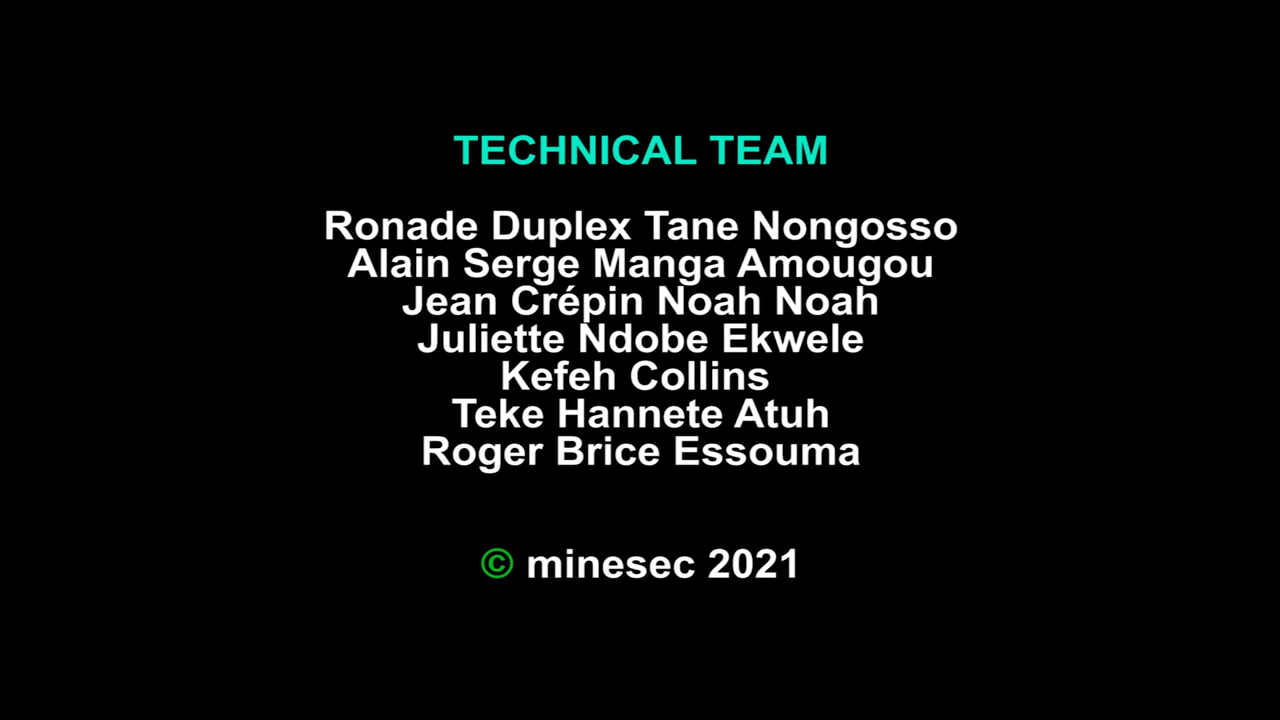 TECHNICAL TEAM
Ronade Duplex Tane Nongosso
Alain Serge Manga Amougou
Jean Crépin Noah Noah
Juliette Ndobe Ekwele
Kefeh Collins
Teke Hannete Atuh
Roger Brice Essouma
© minesec 2021